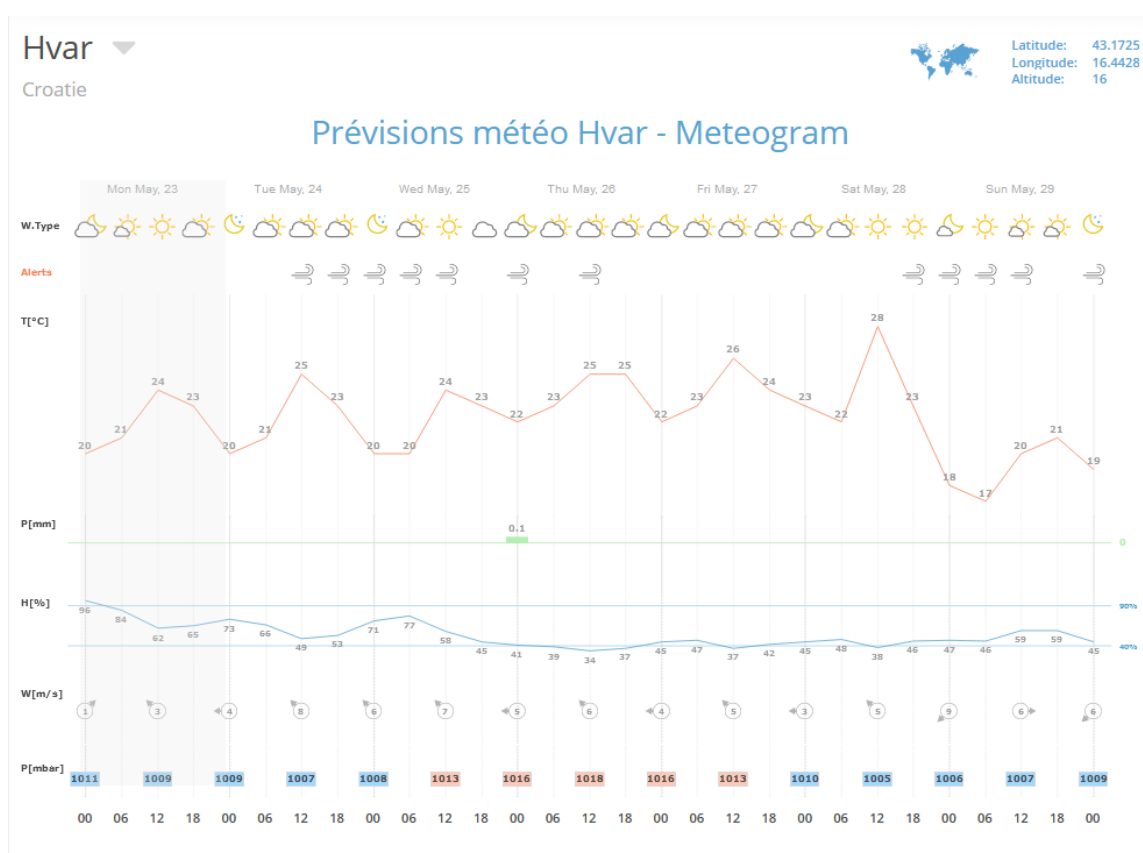 Hvar
Croatie
Latitude: 43.1725
Longitude: 16.4428
Altitude: 16
Prévisions météo Hvar - Meteogram
Mon May, 23 Tue May, 24 Wed May, 25 Thu May, 26 Fri May, 27 Sat May, 28 Sun May, 29
W.Type
Alerts
T[°C]
20 21 24 23 20 21 25 23 20 20 24 23 22 23 25 25 22 23 26 24 23 22 28 23 18 17 20 21 19
P[mm]
0.1
0
H[%]
96 84 62 65 73 66 49 53 71 77 58 45 41 39 34 37 45 47 37 42 45 48 38 46 47 46 59 59 45
90%
40%
W[m/s]
1 3 4 8 6 7 5 6 4 5 3 5 9 6 6
P[mbar]
1011 1009 1009 1007 1008 1013 1016 1018 1016 1013 1010 1005 1006 1007 1009
00 06 12 18 00 06 12 18 00 06 12 18 00 06 12 18 00 06 12 18 00 06 12 18 00 06 12 18 00